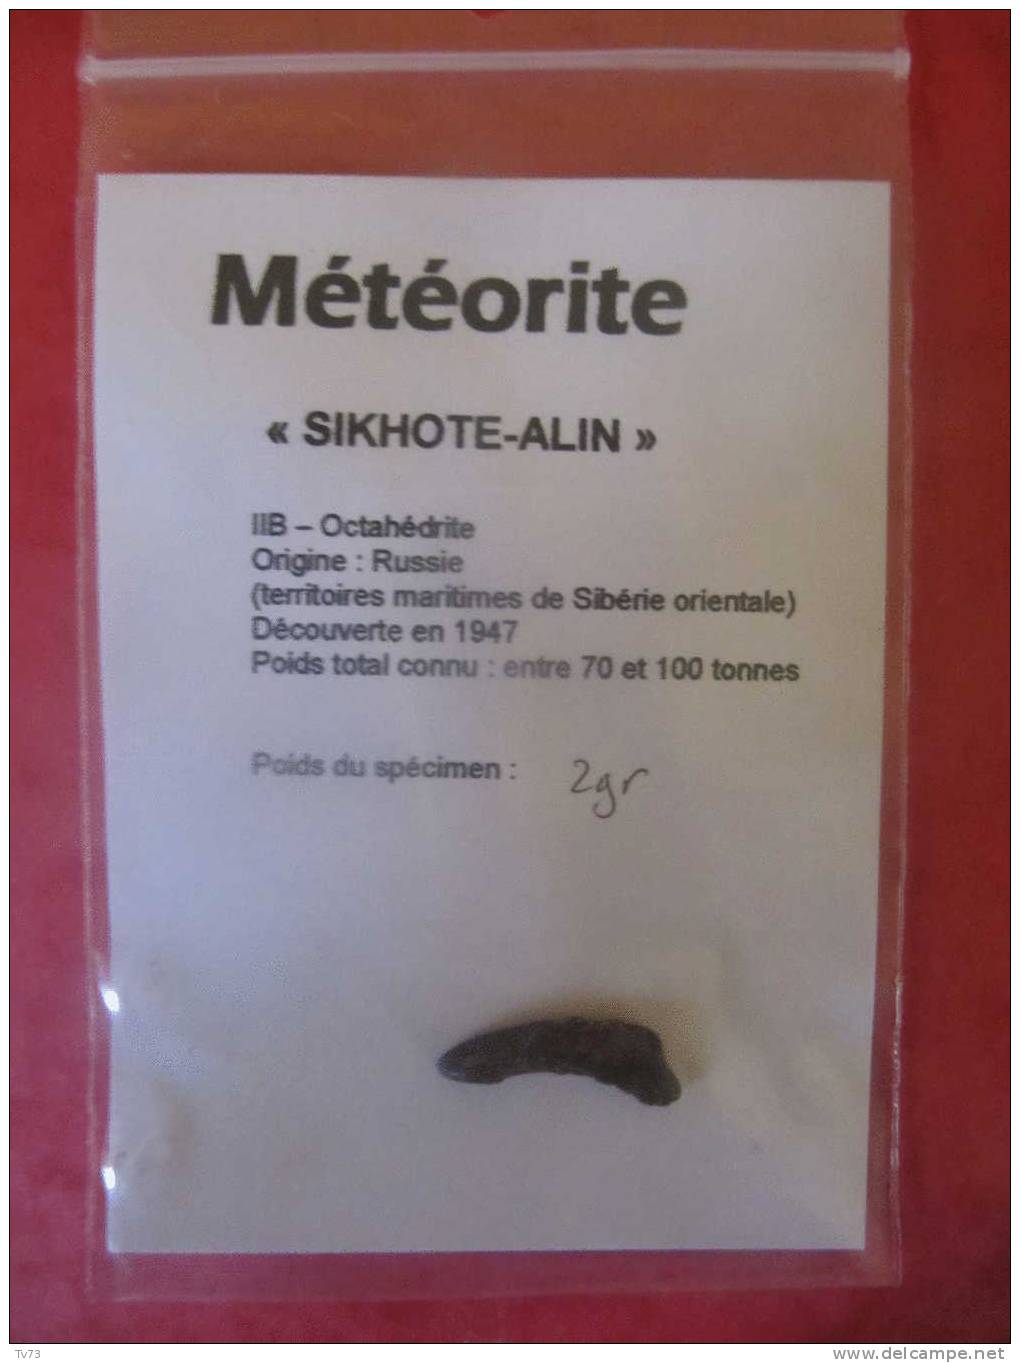 Météorite
« SIKHOTE-ALIN »
IIB – Octahédrite
Origine : Russie
(territoires maritimes de Sibérie orientale)
Découverte en 1947
Poids total connu : entre 70 et 100 tonnes
Poids du spécimen : 2gr
Tv73
www.delcampe.net